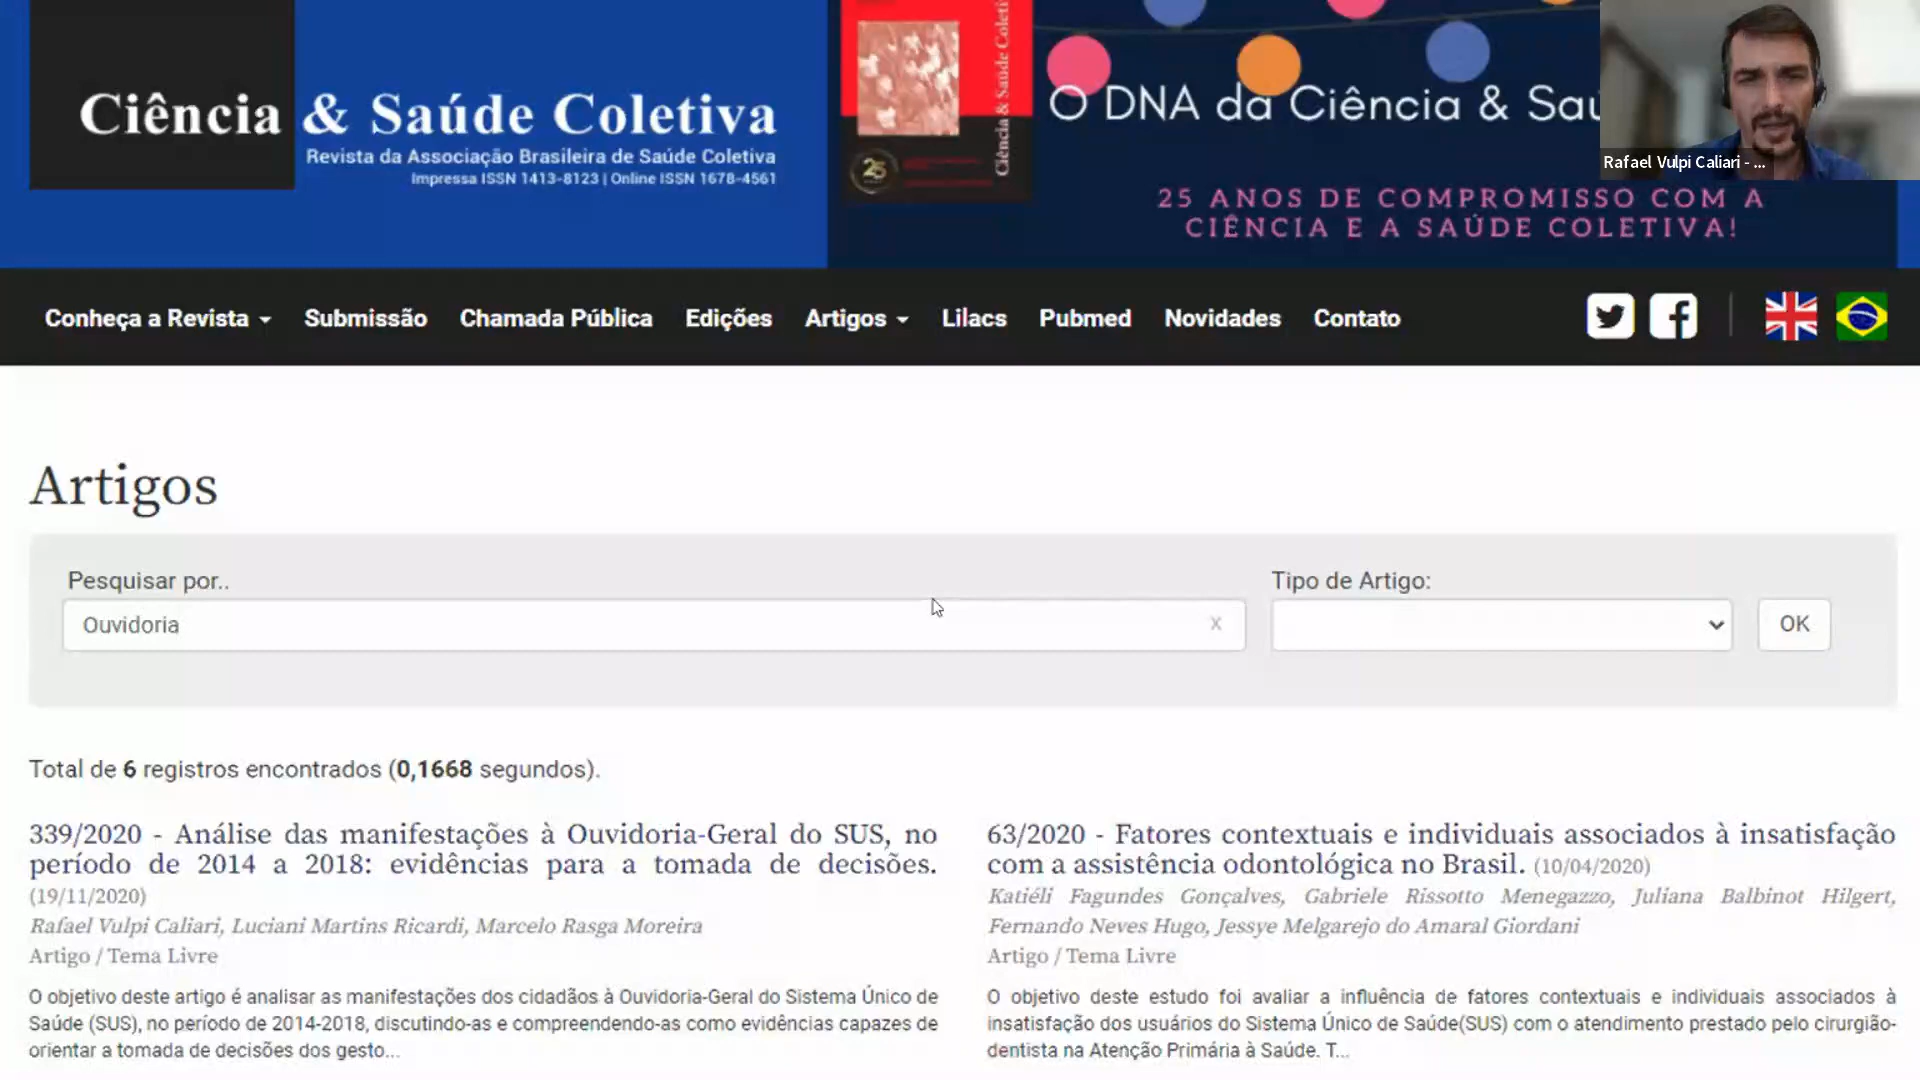 Ciência & Saúde Coletiva
Revista da Associação Brasileira de Saúde Coletiva
Impressa ISSN 1413-8123 | Online ISSN 1678-4561
Ciência & Saúde Coleti
25
O DNA da Ciência & Saú
25 ANOS DE COMPROMISSO COM A
CIÊNCIA E A SAÚDE COLETIVA!
Rafael Vulpi Caliari - ...
Conheça a Revista Submissão Chamada Pública Edições Artigos Lilacs Pubmed Novidades Contato
Artigos
Pesquisar por..
Tipo de Artigo:
Ouvidoria x
OK
Total de 6 registros encontrados (0,1668 segundos).
339/2020 - Análise das manifestações à Ouvidoria-Geral do SUS, no
período de 2014 a 2018: evidências para a tomada de decisões.
(19/11/2020)
Rafael Vulpi Caliari, Luciani Martins Ricardi, Marcelo Rasga Moreira
Artigo / Tema Livre
O objetivo deste artigo é analisar as manifestações dos cidadãos à Ouvidoria-Geral do Sistema Único de
Saúde (SUS), no período de 2014-2018, discutindo-as e compreendendo-as como evidências capazes de
orientar a tomada de decisões dos gesto...
63/2020 - Fatores contextuais e individuais associados à insatisfação
com a assistência odontológica no Brasil. (10/04/2020)
Katiéli Fagundes Gonçalves, Gabriele Rissotto Menegazzo, Juliana Balbinot Hilgert,
Fernando Neves Hugo, Jessye Melgarejo do Amaral Giordani
Artigo / Tema Livre
O objetivo deste estudo foi avaliar a influência de fatores contextuais e individuais associados à
insatisfação dos usuários do Sistema Único de Saúde(SUS) com o atendimento prestado pelo cirurgião-
dentista na Atenção Primária à Saúde. T...